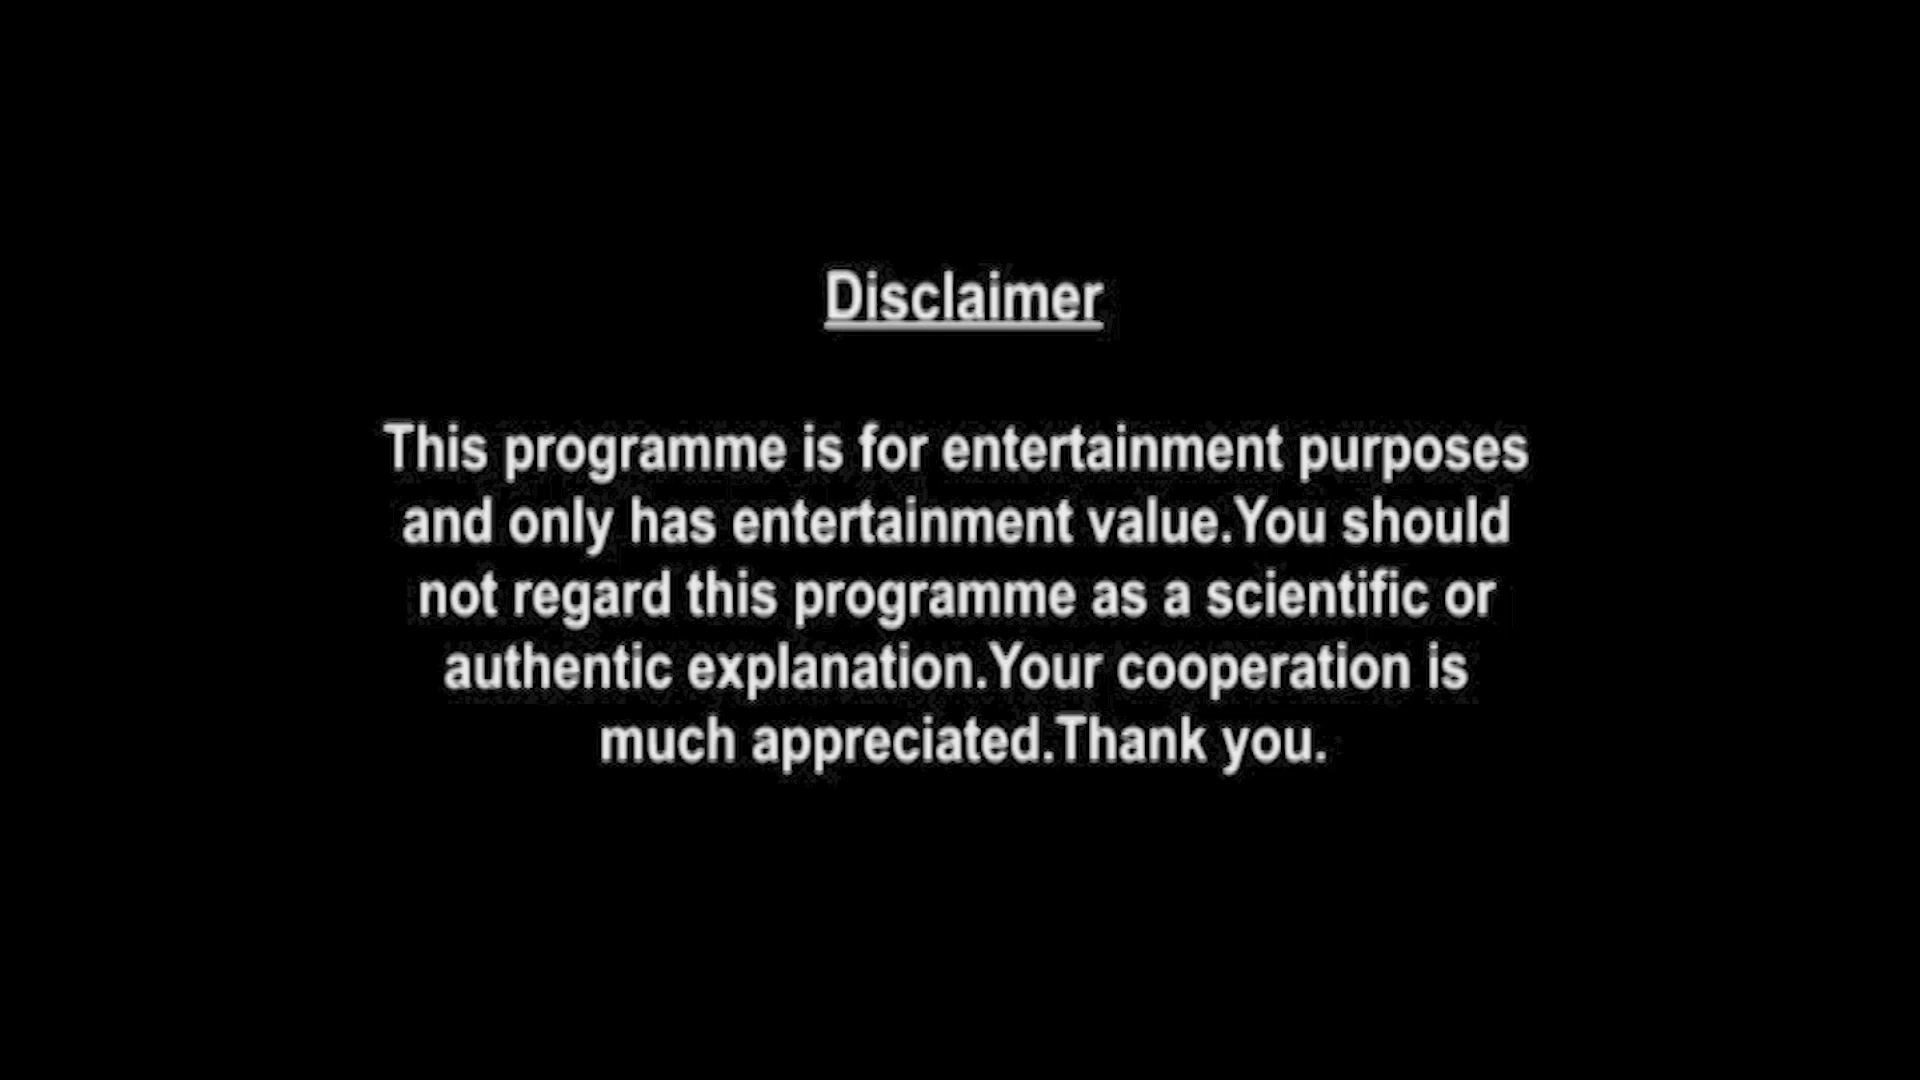 Disclaimer
This programme is for entertainment purposes
and only has entertainment value.You should
not regard this programme as a scientific or
authentic explanation.Your cooperation is
much appreciated.Thank you.